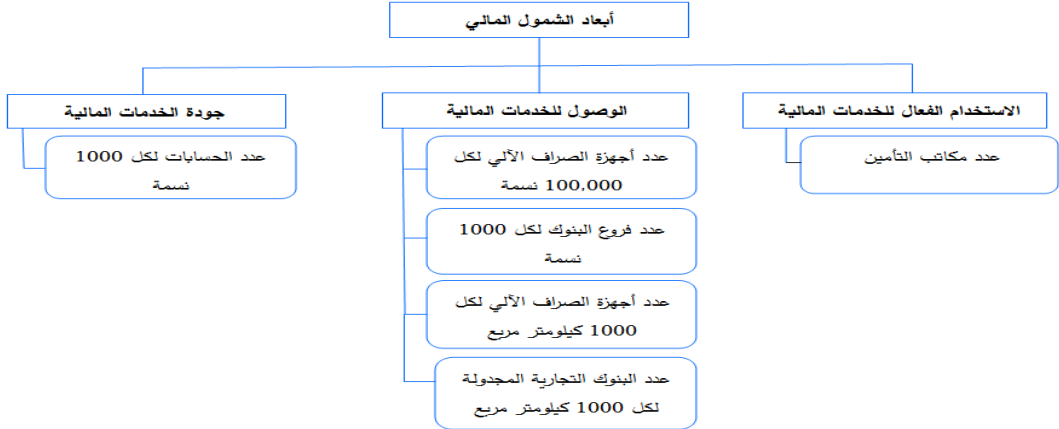 أبعاد الشمول المالي
الاستخدام الفعال للخدمات المالية
الوصول للخدمات المالية
جودة الخدمات المالية
عدد مكاتب التأمين
عدد أجهزة الصراف الآلي لكل
100,000 نسمة
عدد فروع البنوك لكل 1000
نسمة
عدد أجهزة الصراف الآلي لكل
1000 كيلومتر مربع
عدد البنوك التجارية المجدولة
لكل 1000 كيلومتر مربع
عدد الحسابات لكل 1000
نسمة